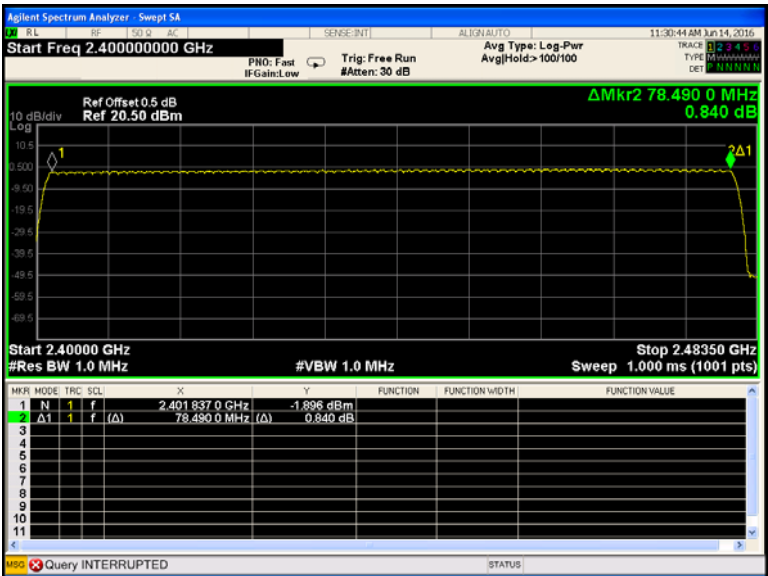 Agilent Spectrum Analyzer - Swept SA
RL RF 50 Ω AC SENSE:INT ALIGN AUTO 11:30:44 AM Jun 14, 2016
Start Freq 2.400000000 GHz
PNO: Fast
IFGain:Low
Trig: Free Run
#Atten: 30 dB
Avg Type: Log-Pwr
Avg|Hold:>100/100
TRACE 1 2 3 4 5 6
TYPE M
DET P N N N N N
ΔMkr2 78.490 0 MHz
0.840 dB
Ref Offset 0.5 dB
10 dB/div Ref 20.50 dBm
Log
10.5
0.500
-9.50
-19.5
-29.5
-39.5
-49.5
-59.5
-69.5
1
2Δ1
Start 2.40000 GHz Stop 2.48350 GHz
#Res BW 1.0 MHz #VBW 1.0 MHz Sweep 1.000 ms (1001 pts)
MKR MODE TRC SCL X Y FUNCTION FUNCTION WIDTH FUNCTION VALUE
1 N 1 f 2.401 837 0 GHz -1.896 dBm
2 Δ1 1 f (Δ) 78.490 0 MHz (Δ) 0.840 dB
3
4
5
6
7
8
9
10
11
MSG Query INTERRUPTED STATUS